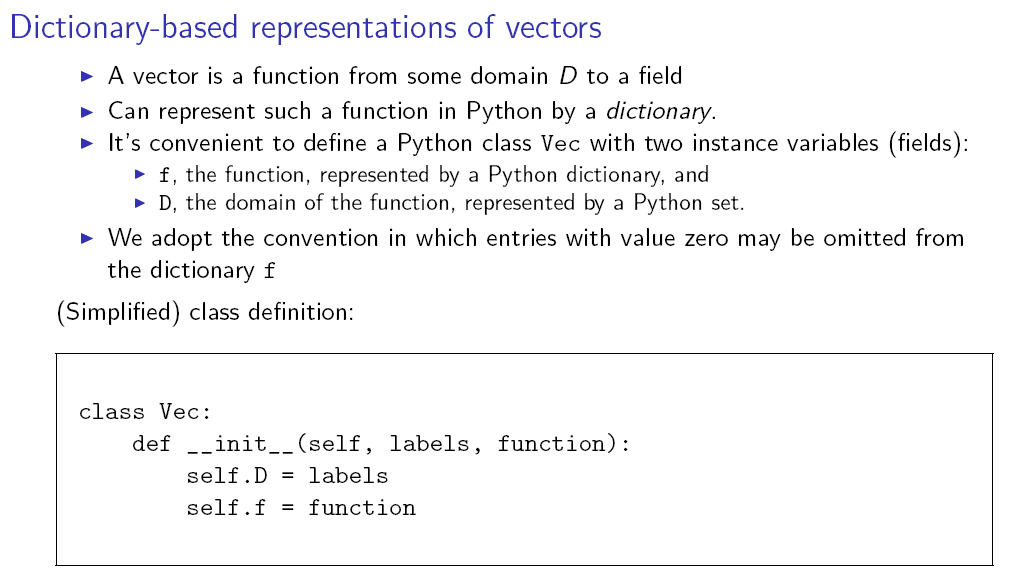 Dictionary-based representations of vectors
▶ A vector is a function from some domain D to a field
▶ Can represent such a function in Python by a dictionary.
▶ It's convenient to define a Python class Vec with two instance variables (fields):
▶ f, the function, represented by a Python dictionary, and
▶ D, the domain of the function, represented by a Python set.
▶ We adopt the convention in which entries with value zero may be omitted from
the dictionary f
(Simplified) class definition:
class Vec:
    def __init__(self, labels, function):
        self.D = labels
        self.f = function